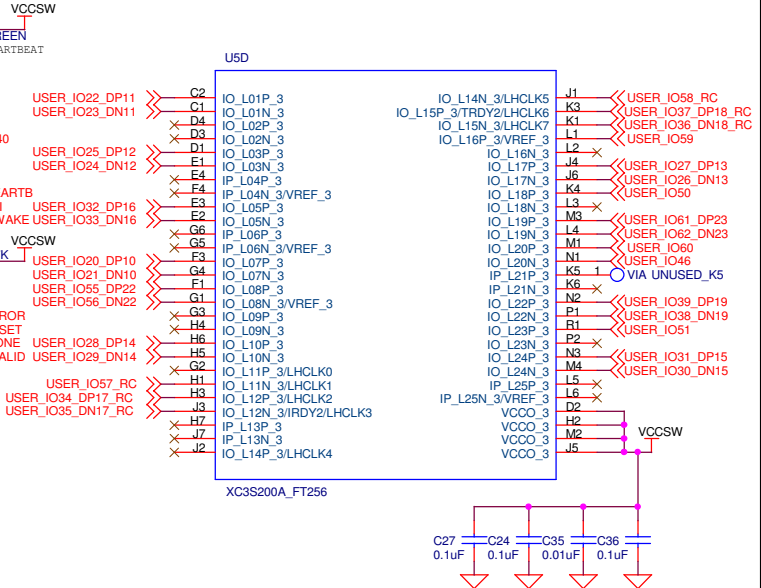 VCCSW
REEN
ARTBEAT
U5D
USER_IO22_DP11 C2 IO_L01P_3 IO_L14N_3/LHCLK5 J1 USER_IO58_RC
USER_IO23_DN11 C1 IO_L01N_3 IO_L15P_3/TRDY2/LHCLK6 K3 USER_IO37_DP18_RC
D4 IO_L02P_3 IO_L15N_3/LHCLK7 K1 USER_IO36_DN18_RC
40 D3 IO_L02N_3 IO_L16P_3/VREF_3 L1 USER_IO59
USER_IO25_DP12 D1 IO_L03P_3 IO_L16N_3 L2
USER_IO24_DN12 E1 IO_L03N_3 IO_L17P_3 J4 USER_IO27_DP13
E4 IP_L04P_3 IO_L17N_3 J6 USER_IO26_DN13
ARTB F4 IP_L04N_3/VREF_3 IO_L18P_3 K4 USER_IO50
USER_IO32_DP16 E3 IO_L05P_3 IO_L18N_3 L3
WAKE USER_IO33_DN16 E2 IO_L05N_3 IO_L19P_3 M3 USER_IO61_DP23
G6 IP_L06P_3 IO_L19N_3 L4 USER_IO62_DN23
VCCSW G5 IP_L06N_3/VREF_3 IO_L20P_3 M1 USER_IO60
K USER_IO20_DP10 F3 IO_L07P_3 IO_L20N_3 N1 USER_IO46
USER_IO21_DN10 G4 IO_L07N_3 IP_L21P_3 K5 1 VIA UNUSED_K5
USER_IO55_DP22 F1 IO_L08P_3 IP_L21N_3 K6
USER_IO56_DN22 G1 IO_L08N_3/VREF_3 IO_L22P_3 N2 USER_IO39_DP19
ROR G3 IO_L09P_3 IO_L22N_3 P1 USER_IO38_DN19
SET H4 IO_L09N_3 IO_L23P_3 R1 USER_IO51
ONE USER_IO28_DP14 H6 IO_L10P_3 IO_L23N_3 P2
ALID USER_IO29_DN14 H5 IO_L10N_3 IO_L24P_3 N3 USER_IO31_DP15
G2 IO_L11P_3/LHCLK0 IO_L24N_3 M4 USER_IO30_DN15
USER_IO57_RC H1 IO_L11N_3/LHCLK1 IP_L25P_3 L5
USER_IO34_DP17_RC H3 IO_L12P_3/LHCLK2 IP_L25N_3/VREF_3 L6
USER_IO35_DN17_RC J3 IO_L12N_3/IRDY2/LHCLK3 VCCO_3 D2
H7 IP_L13P_3 VCCO_3 H2
J7 IP_L13N_3 VCCO_3 M2 VCCSW
J2 IO_L14P_3/LHCLK4 VCCO_3 J5
XC3S200A_FT256
C27 C24 C35 C36
0.1uF 0.1uF 0.01uF 0.1uF